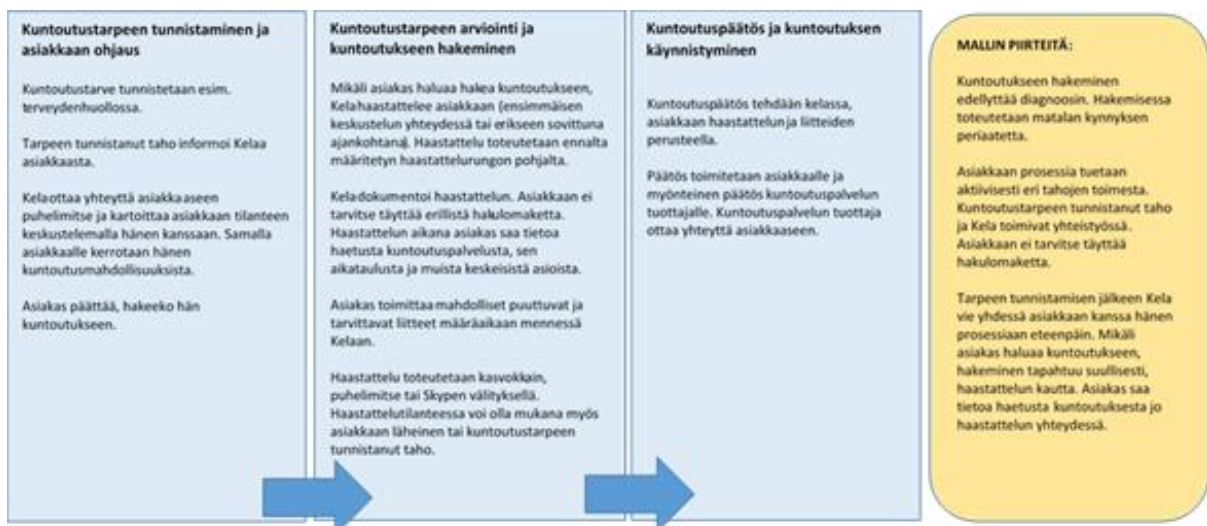 Kuntoutustarpeen tunnistaminen ja
asiakkaan ohjaus
Kuntoutustarve tunnistetaan esim.
terveydenhuollossa.
Tarpeen tunnistanut taho informoi Kelaa
asiakkaasta.
Kela ottaa yhteyttä asiakkaaseen
puhelimitse ja kartoittaa asiakkaan tilanteen
keskustelemalla hänen kanssaan. Samalla
asiakkaalle kerrotaan hänen
kuntoutusmahdollisuuksista.
Asiakas päättää, hakeeko hän
kuntoutukseen.
Kuntoutustarpeen arviointi ja
kuntoutukseen hakeminen
Mikäli asiakas haluaa hakea kuntoutukseen,
Kela haastattelee asiakkaan (ensimmäisen
keskustelun yhteydessä tai erikseen sovittuna
ajankohtana). Haastattelu toteutetaan ennalta
määritetyn haastattelurungon pohjalta.
Kela dokumentoi haastattelun. Asiakkaan ei
tarvitse täyttää erillistä hakulomaketta.
Haastattelun aikana asiakas saa tietoa
haetusta kuntoutuspalvelusta, sen
aikataulusta ja muista keskeisistä asioista.
Asiakas toimittaa mahdolliset puuttuvat ja
tarvittavat liitteet määräaikaan mennessä
Kelaan.
Haastattelu toteutetaan kasvokkain,
puhelimitse tai Skypen välityksellä.
Haastattelutilanteessa voi olla mukana myös
asiakkaan läheinen tai kuntoutustarpeen
tunnistanut taho.
Kuntoutuspäätös ja kuntoutuksen
käynnistyminen
Kuntoutuspäätös tehdään kelassa,
asiakkaan haastattelun ja liitteiden
perusteella.
Päätös toimitetaan asiakkaalle ja
myönteinen päätös kuntoutuspalvelun
tuottajalle. Kuntoutuspalvelun tuottaja
ottaa yhteyttä asiakkaaseen.
MALLIN PIIRTEITÄ:
Kuntoutukseen hakeminen
edellyttää diagnoosin. Hakemisessa
toteutetaan matalan kynnyksen
periaatetta.
Asiakkaan prosessia tuetaan
aktiivisesti eri tahojen toimesta.
Kuntoutustarpeen tunnistanut taho
ja Kela toimivat yhteistyössä.
Asiakkaan ei tarvitse täyttää
hakulomaketta.
Tarpeen tunnistamisen jälkeen Kela
vie yhdessä asiakkaan kanssa hänen
prosessiaan eteenpäin. Mikäli
asiakas haluaa kuntoutukseen,
hakeminen tapahtuu suullisesti,
haastattelun kautta. Asiakas saa
tietoa haetusta kuntoutuksesta jo
haastattelun yhteydessä.